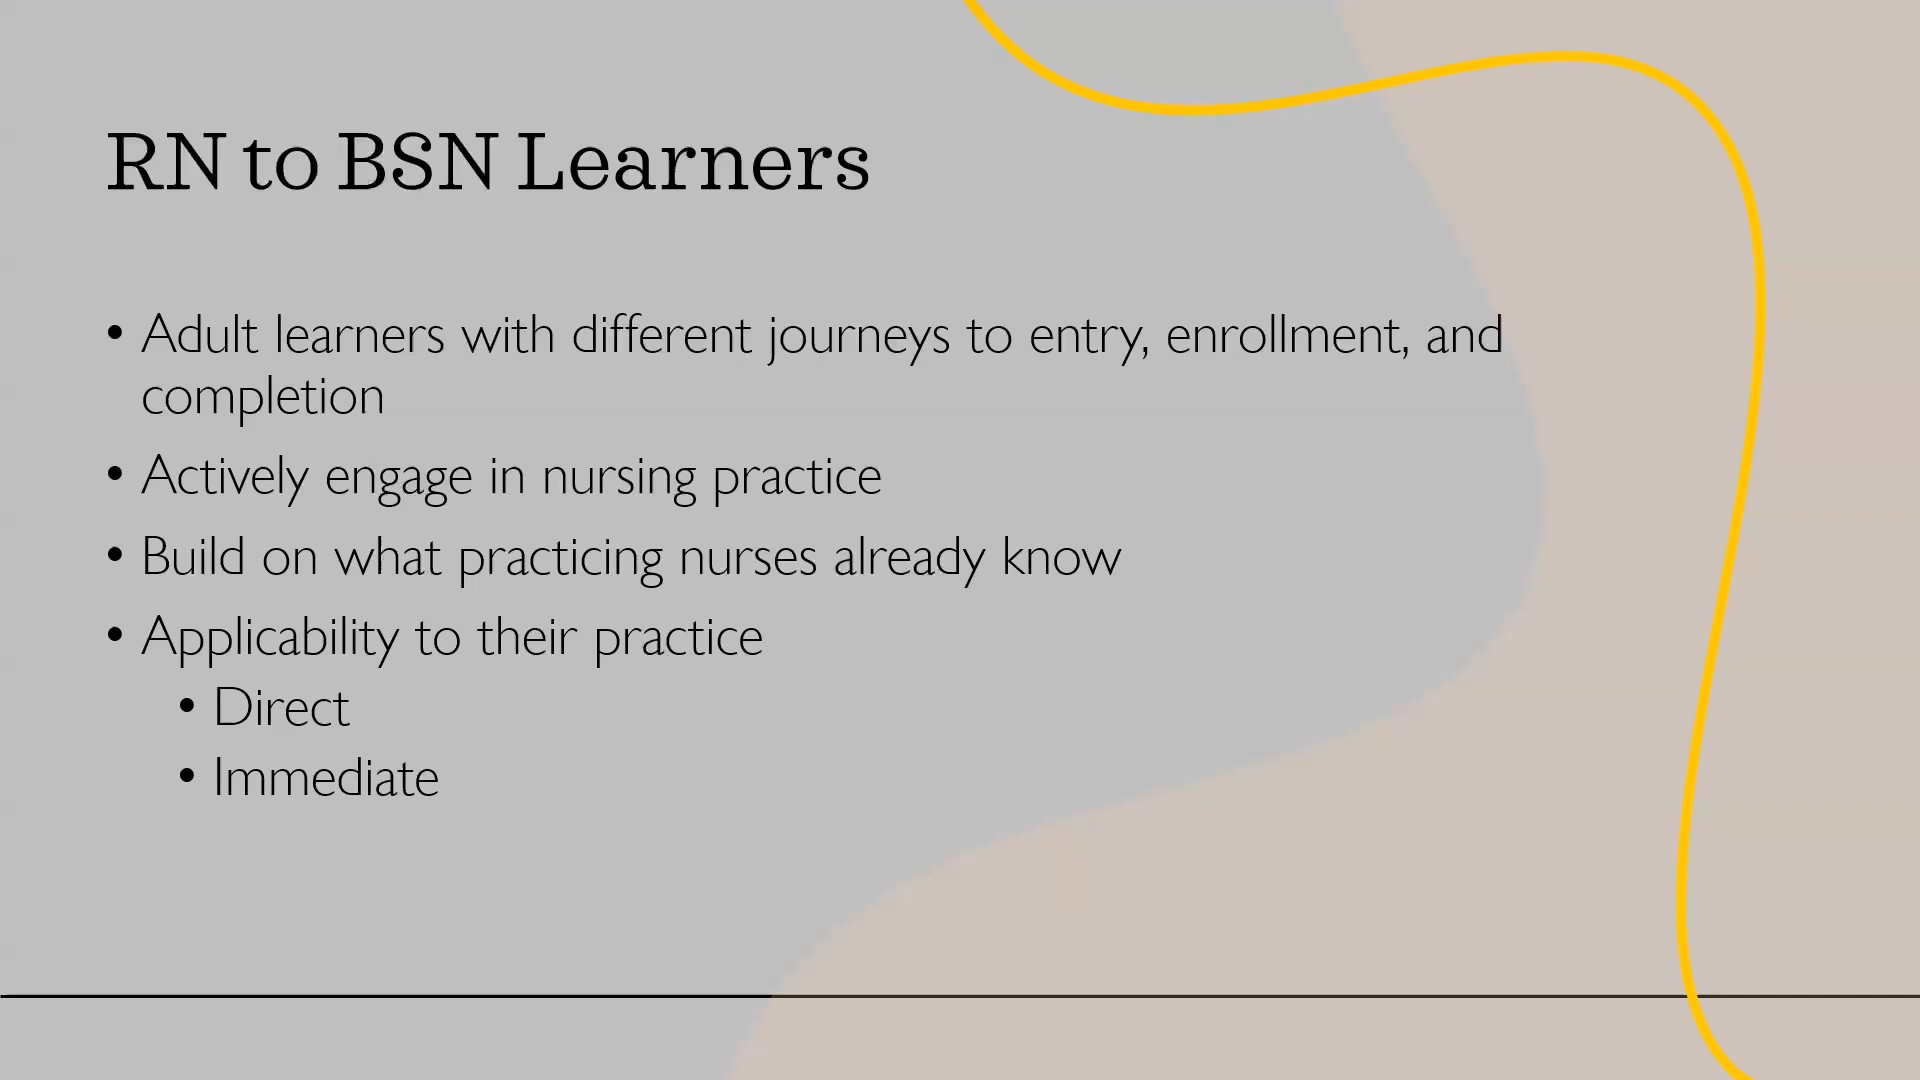 RN to BSN Learners
• Adult learners with different journeys to entry, enrollment, and
completion
• Actively engage in nursing practice
• Build on what practicing nurses already know
• Applicability to their practice
• Direct
• Immediate